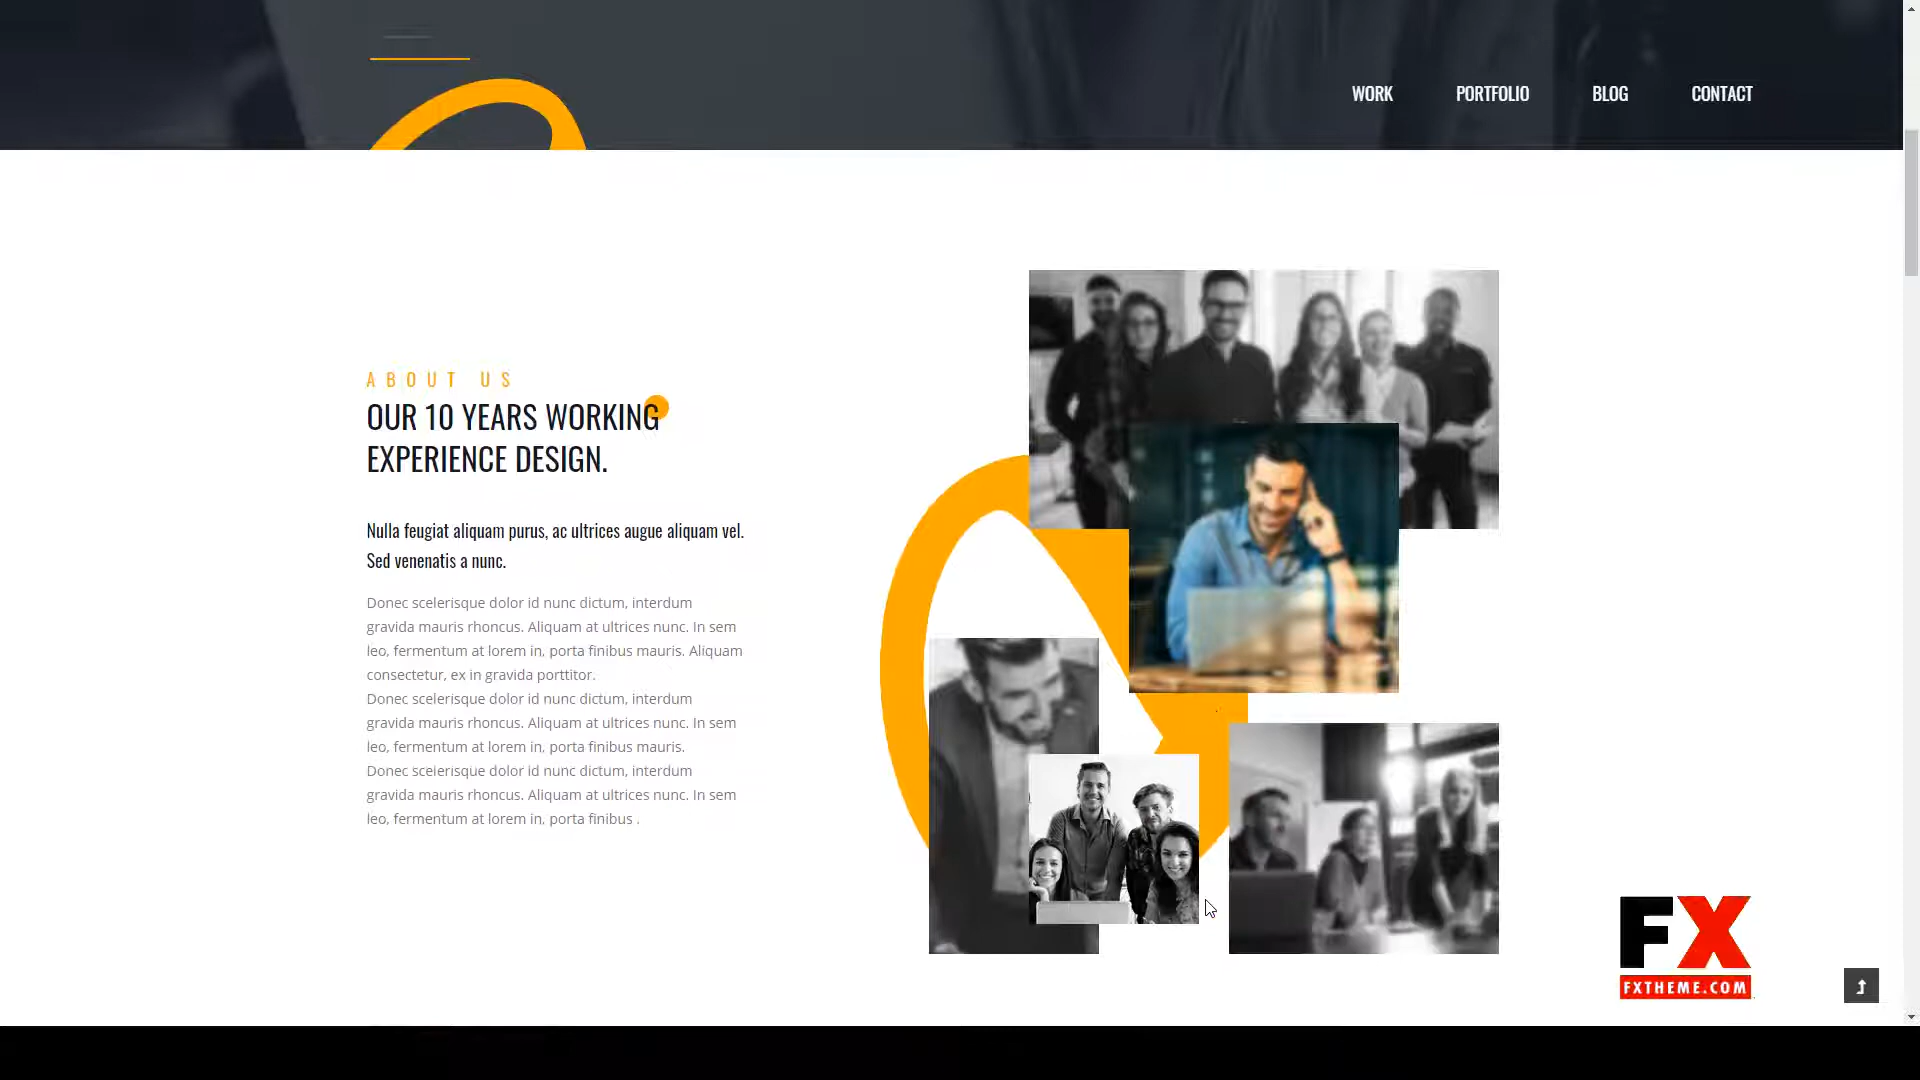 WORK PORTFOLIO BLOG CONTACT
ABOUT US
OUR 10 YEARS WORKING
EXPERIENCE DESIGN.
Nulla feugiat aliquam purus, ac ultrices augue aliquam vel.
Sed venenatis a nunc.
Donec scelerisque dolor id nunc dictum, interdum
gravida mauris rhoncus. Aliquam at ultrices nunc. In sem
leo, fermentum at lorem in, porta finibus mauris. Aliquam
consectetur, ex in gravida porttitor.
Donec scelerisque dolor id nunc dictum, interdum
gravida mauris rhoncus. Aliquam at ultrices nunc. In sem
leo, fermentum at lorem in, porta finibus mauris.
Donec scelerisque dolor id nunc dictum, interdum
gravida mauris rhoncus. Aliquam at ultrices nunc. In sem
leo, fermentum at lorem in, porta finibus .
FX
FXTHEME.COM